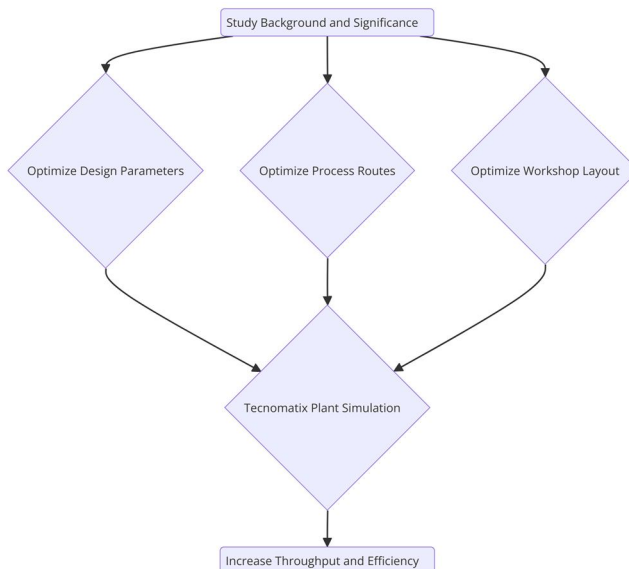 Study Background and Significance
Optimize Design Parameters
Optimize Process Routes
Optimize Workshop Layout
Tecnomatix Plant Simulation
Increase Throughput and Efficiency